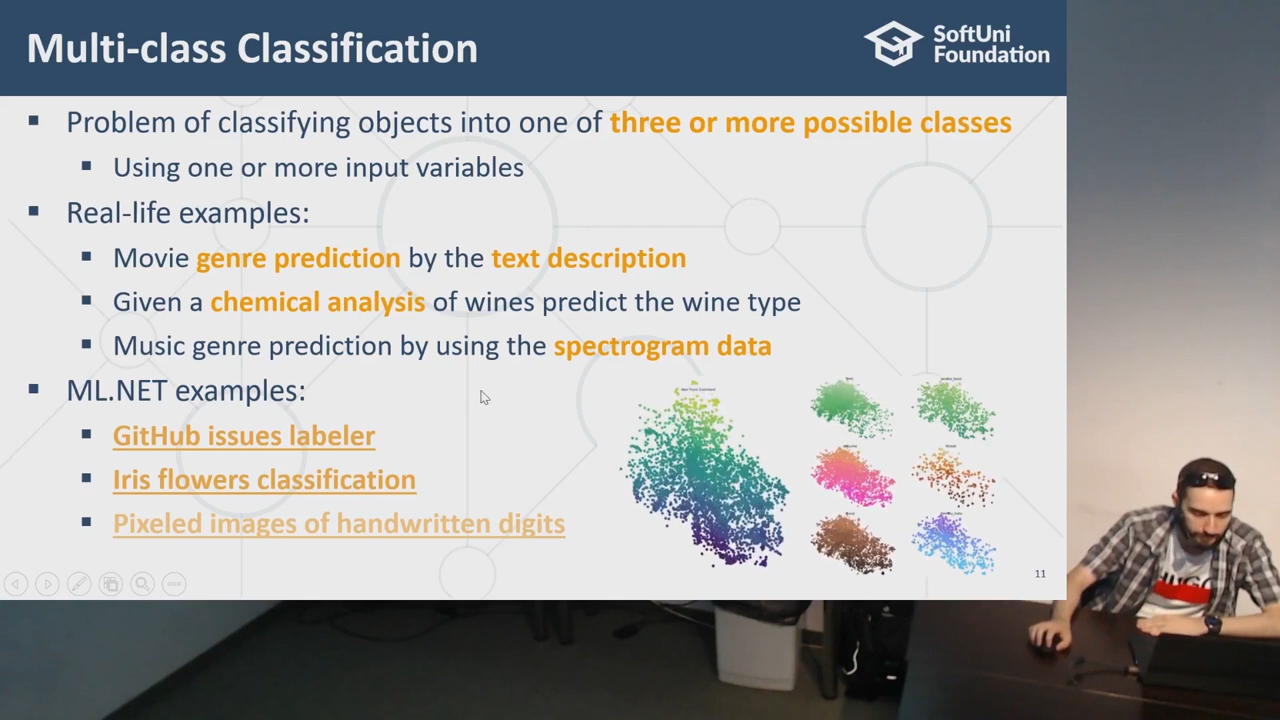 Multi-class Classification
SoftUni
Foundation
Problem of classifying objects into one of three or more possible classes
Using one or more input variables
Real-life examples:
Movie genre prediction by the text description
Given a chemical analysis of wines predict the wine type
Music genre prediction by using the spectrogram data
ML.NET examples:
GitHub issues labeler
Iris flowers classification
Pixeled images of handwritten digits
11